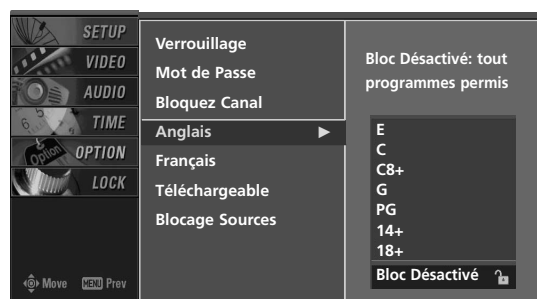 SETUP
VIDEO
AUDIO
TIME
Option
OPTION
LOCK
Move
MENU Prev
Verrouillage
Mot de Passe
Bloquez Canal
Anglais
Français
Téléchargeable
Blocage Sources
Bloc Désactivé: tout
programmes permis
E
C
C8+
G
PG
14+
18+
Bloc Désactivé